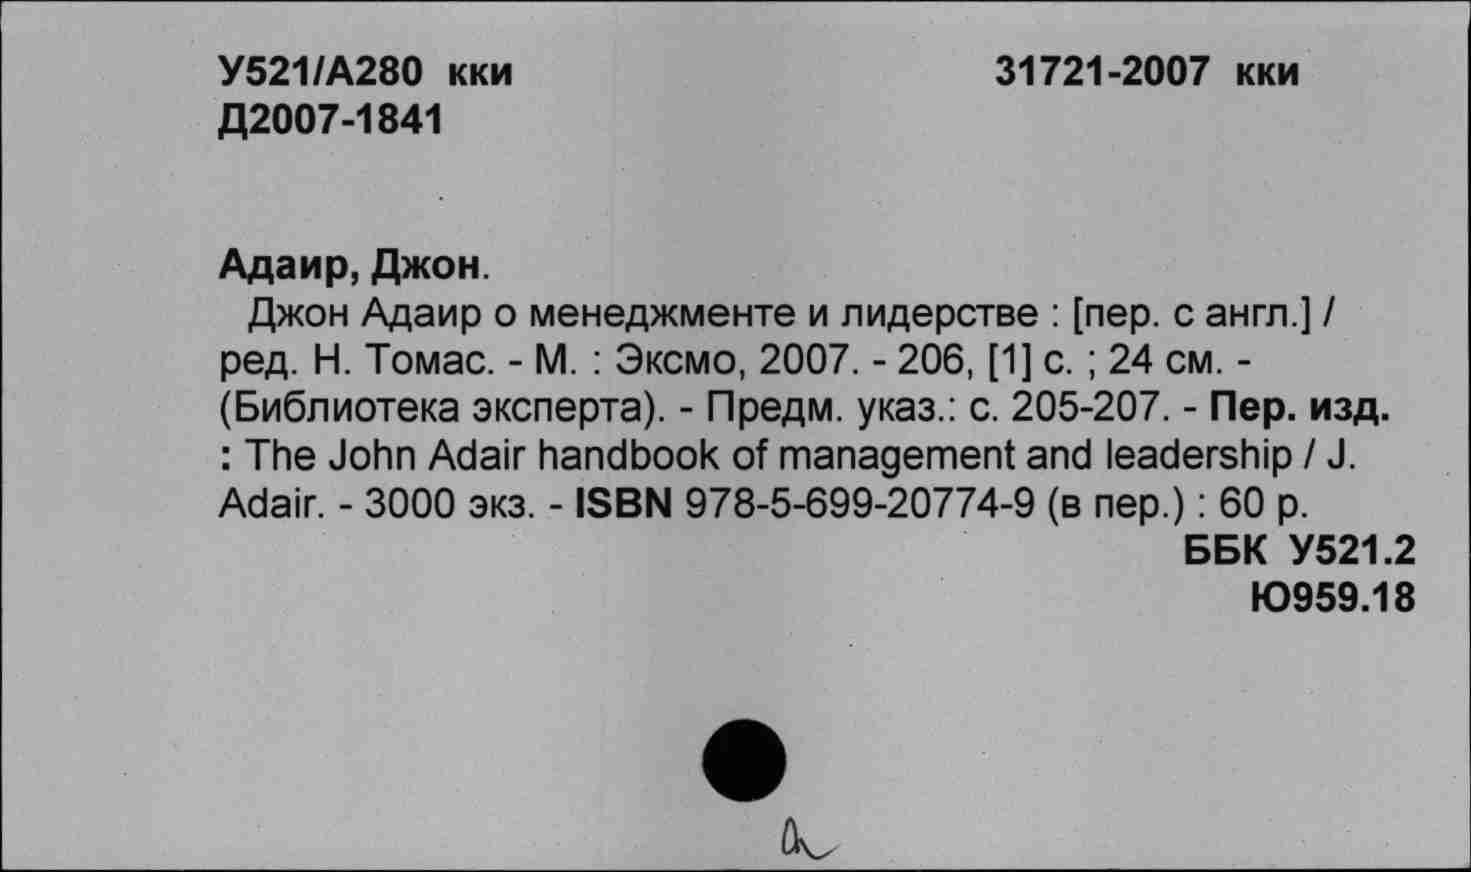 У521/А280 кки 31721-2007 кки
Д2007-1841
Адаир, Джон.
Джон Адаир о менеджменте и лидерстве : [пер. с англ.] /
ред. Н. Томас. - М. : Эксмо, 2007. - 206, [1] с. ; 24 см. -
(Библиотека эксперта). - Предм. указ.: с. 205-207. - Пер. изд.
: The John Adair handbook of management and leadership / J.
Adair. - 3000 экз. - ISBN 978-5-699-20774-9 (в пер.) : 60 р.
ББК У521.2
Ю959.18